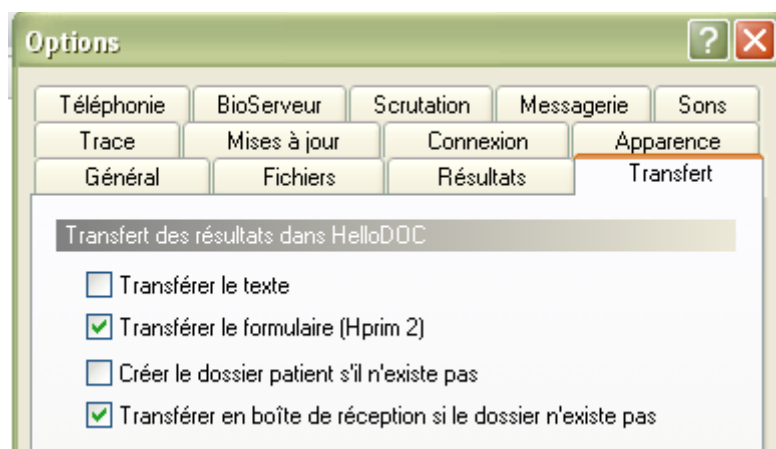 Options
Téléphonie BioServeur Scrutation Messagerie Sons
Trace Mises à jour Connexion Apparence
Général Fichiers Résultats Transfert
Transfert des résultats dans HelloDOC
Transférer le texte
Transférer le formulaire (Hprim 2)
Créer le dossier patient s'il n'existe pas
Transférer en boîte de réception si le dossier n'existe pas